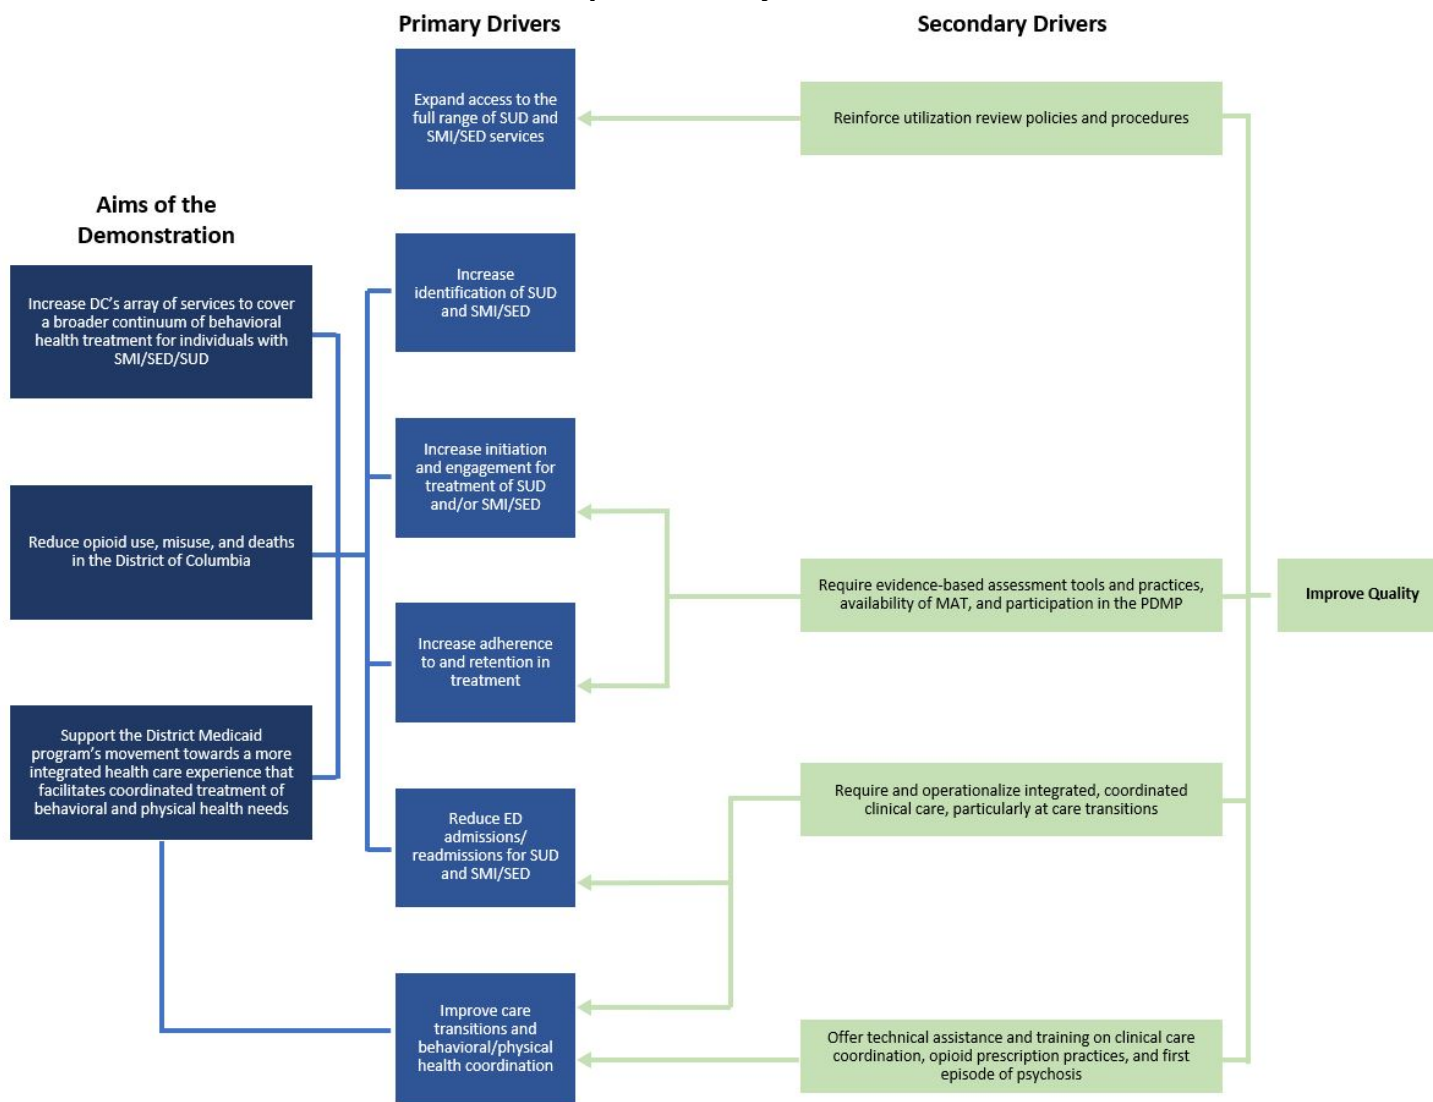 Primary Drivers
Secondary Drivers
Expand access to the
full range of SUD and
SMI/SED services
Reinforce utilization review policies and procedures
Aims of the
Demonstration
Increase DC's array of services to cover
a broader continuum of behavioral
health treatment for individuals with
SMI/SED/SUD
Increase
identification of SUD
and SMI/SED
Increase initiation
and engagement for
treatment of SUD
and/or SMI/SED
Reduce opioid use, misuse, and deaths
in the District of Columbia
Require evidence-based assessment tools and practices,
availability of MAT, and participation in the PDMP
Improve Quality
Increase adherence
to and retention in
treatment
Support the District Medicaid
program's movement towards a more
integrated health care experience that
facilitates coordinated treatment of
behavioral and physical health needs
Require and operationalize integrated, coordinated
clinical care, particularly at care transitions
Reduce ED
admissions/
readmissions for SUD
and SMI/SED
Improve care
transitions and
behavioral/physical
health coordination
Offer technical assistance and training on clinical care
coordination, opioid prescription practices, and first
episode of psychosis